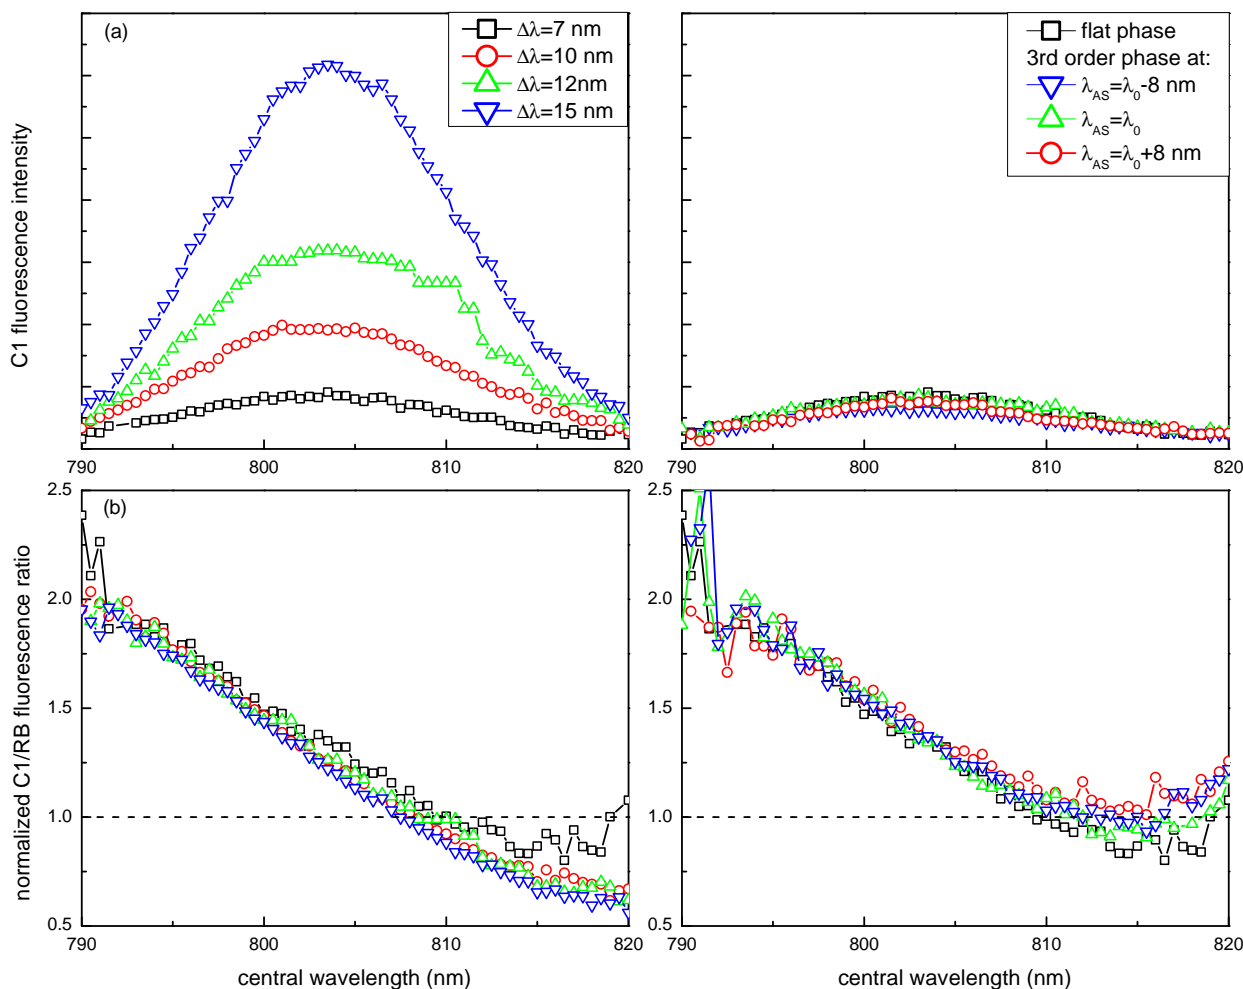 (a)
Δλ=7 nm
Δλ=10 nm
Δλ=12nm
Δλ=15 nm
flat phase
3rd order phase at:
λAS=λ0-8 nm
λAS=λ0
λAS=λ0+8 nm
C1 fluorescence intensity
790 800 810 820
790 800 810 820
(b)
2.5
2.0
1.5
1.0
0.5
2.5
2.0
1.5
1.0
0.5
normalized C1/RB fluorescence ratio
790 800 810 820
790 800 810 820
central wavelength (nm)
central wavelength (nm)